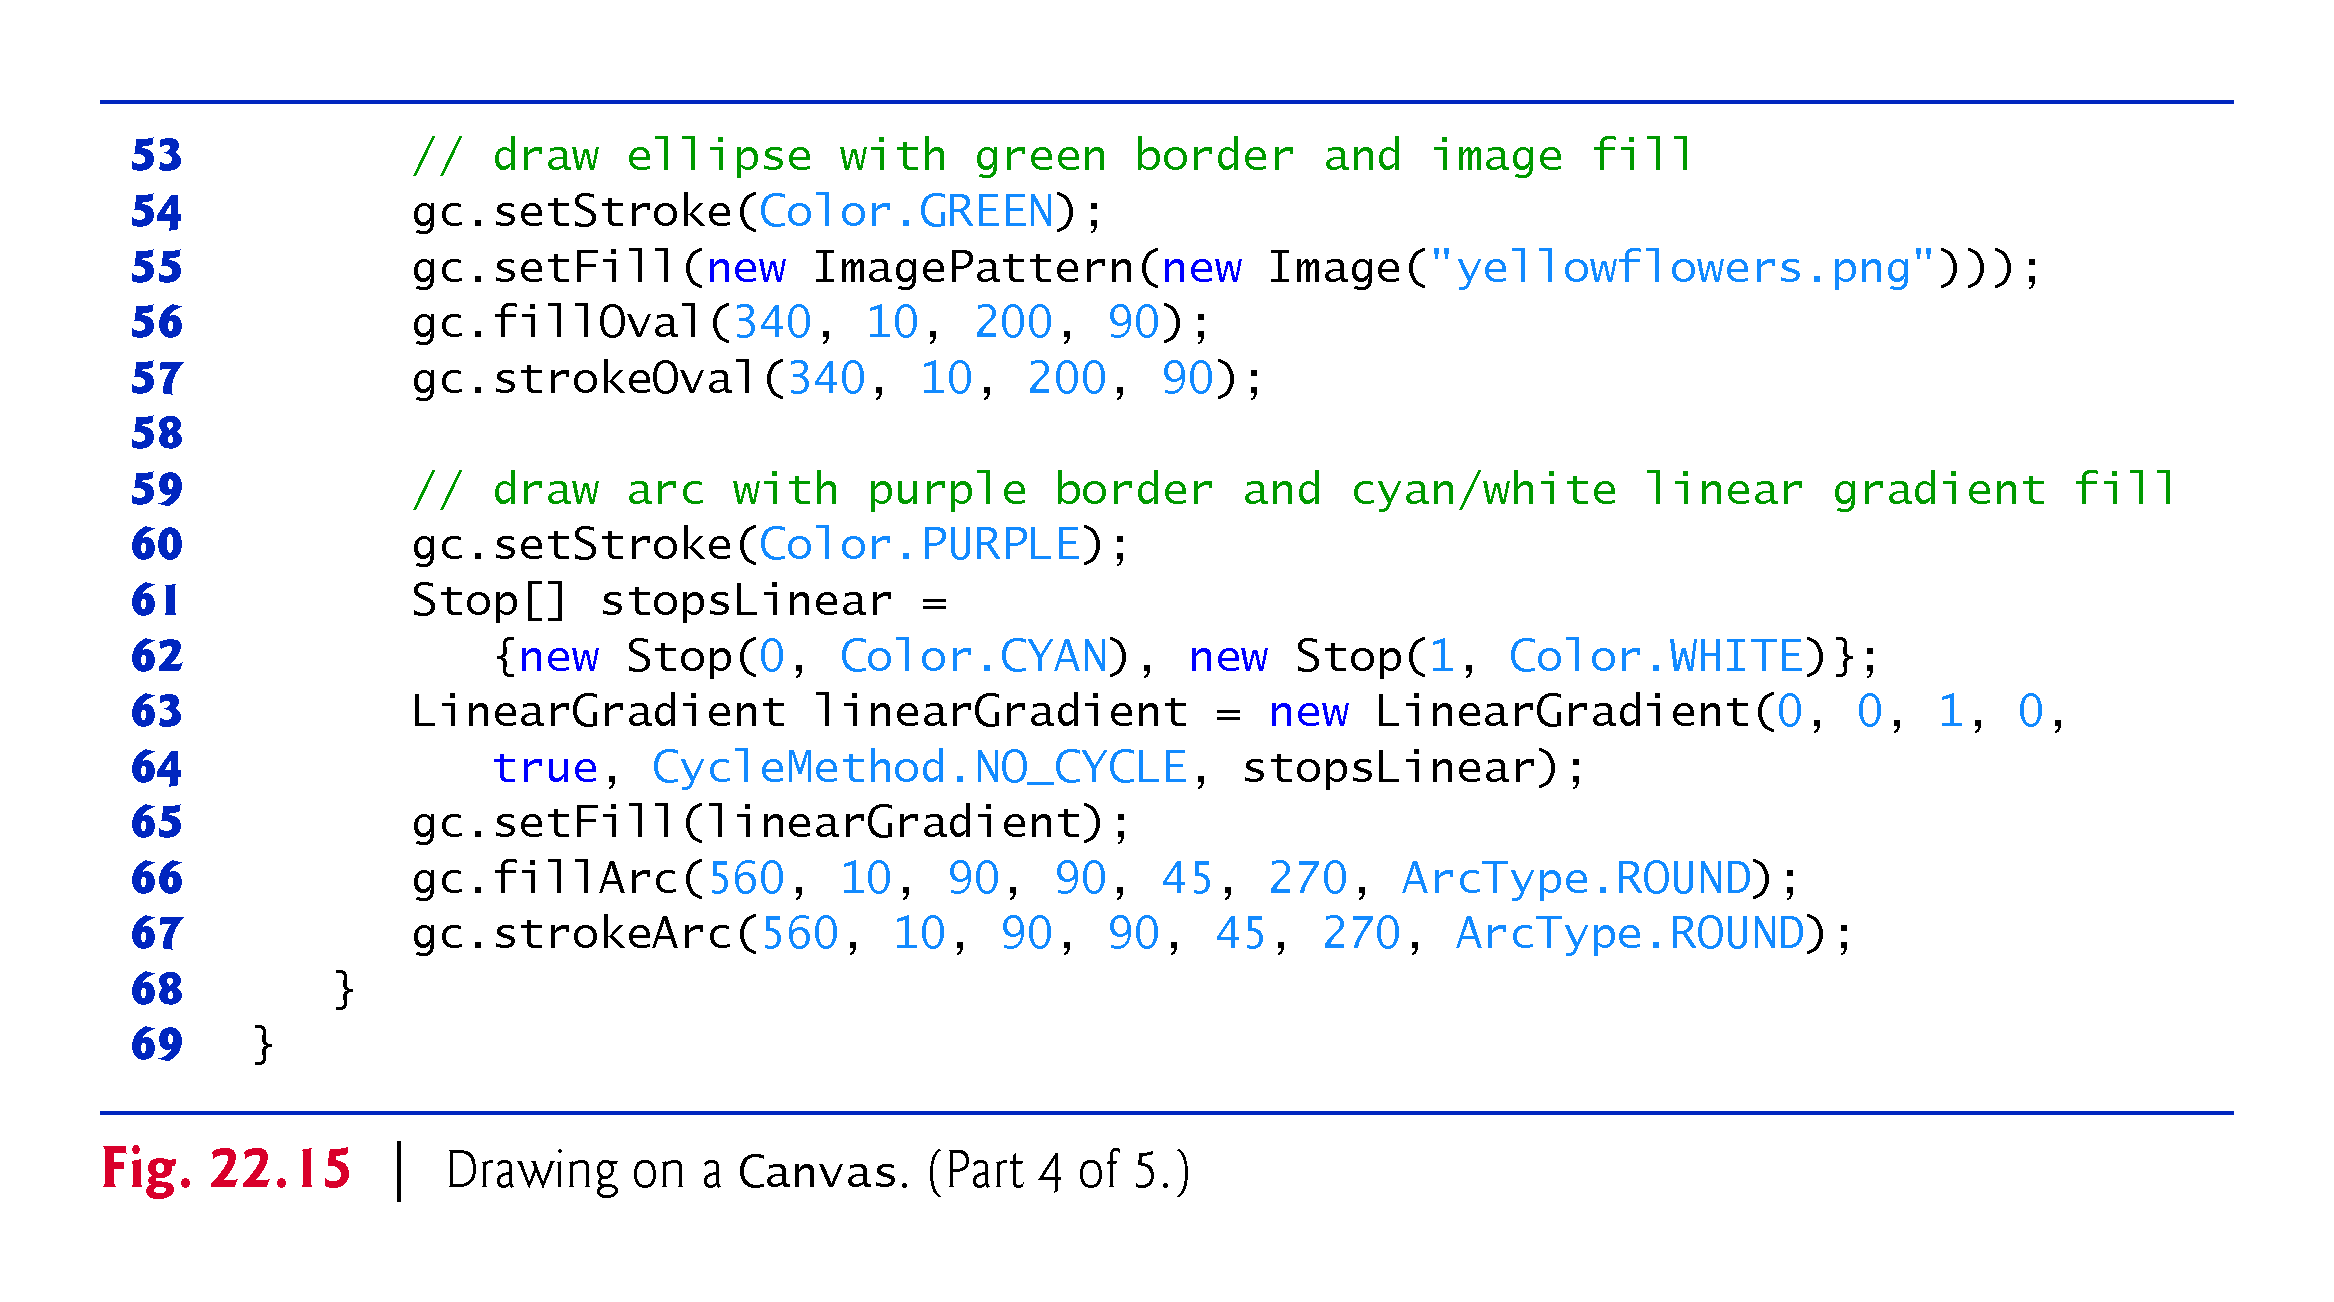 53 // draw ellipse with green border and image fill
54 gc.setStroke(Color.GREEN);
55 gc.setFill(new ImagePattern(new Image("yellowflowers.png")));
56 gc.fillOval(340, 10, 200, 90);
57 gc.strokeOval(340, 10, 200, 90);
58
59 // draw arc with purple border and cyan/white linear gradient fill
60 gc.setStroke(Color.PURPLE);
61 Stop[] stopsLinear =
62 {new Stop(0, Color.CYAN), new Stop(1, Color.WHITE)};
63 LinearGradient linearGradient = new LinearGradient(0, 0, 1, 0,
64 true, CycleMethod.NO_CYCLE, stopsLinear);
65 gc.setFill(linearGradient);
66 gc.fillArc(560, 10, 90, 90, 45, 270, ArcType.ROUND);
67 gc.strokeArc(560, 10, 90, 90, 45, 270, ArcType.ROUND);
68 }
69 }
Fig. 22.15 | Drawing on a Canvas. (Part 4 of 5.)